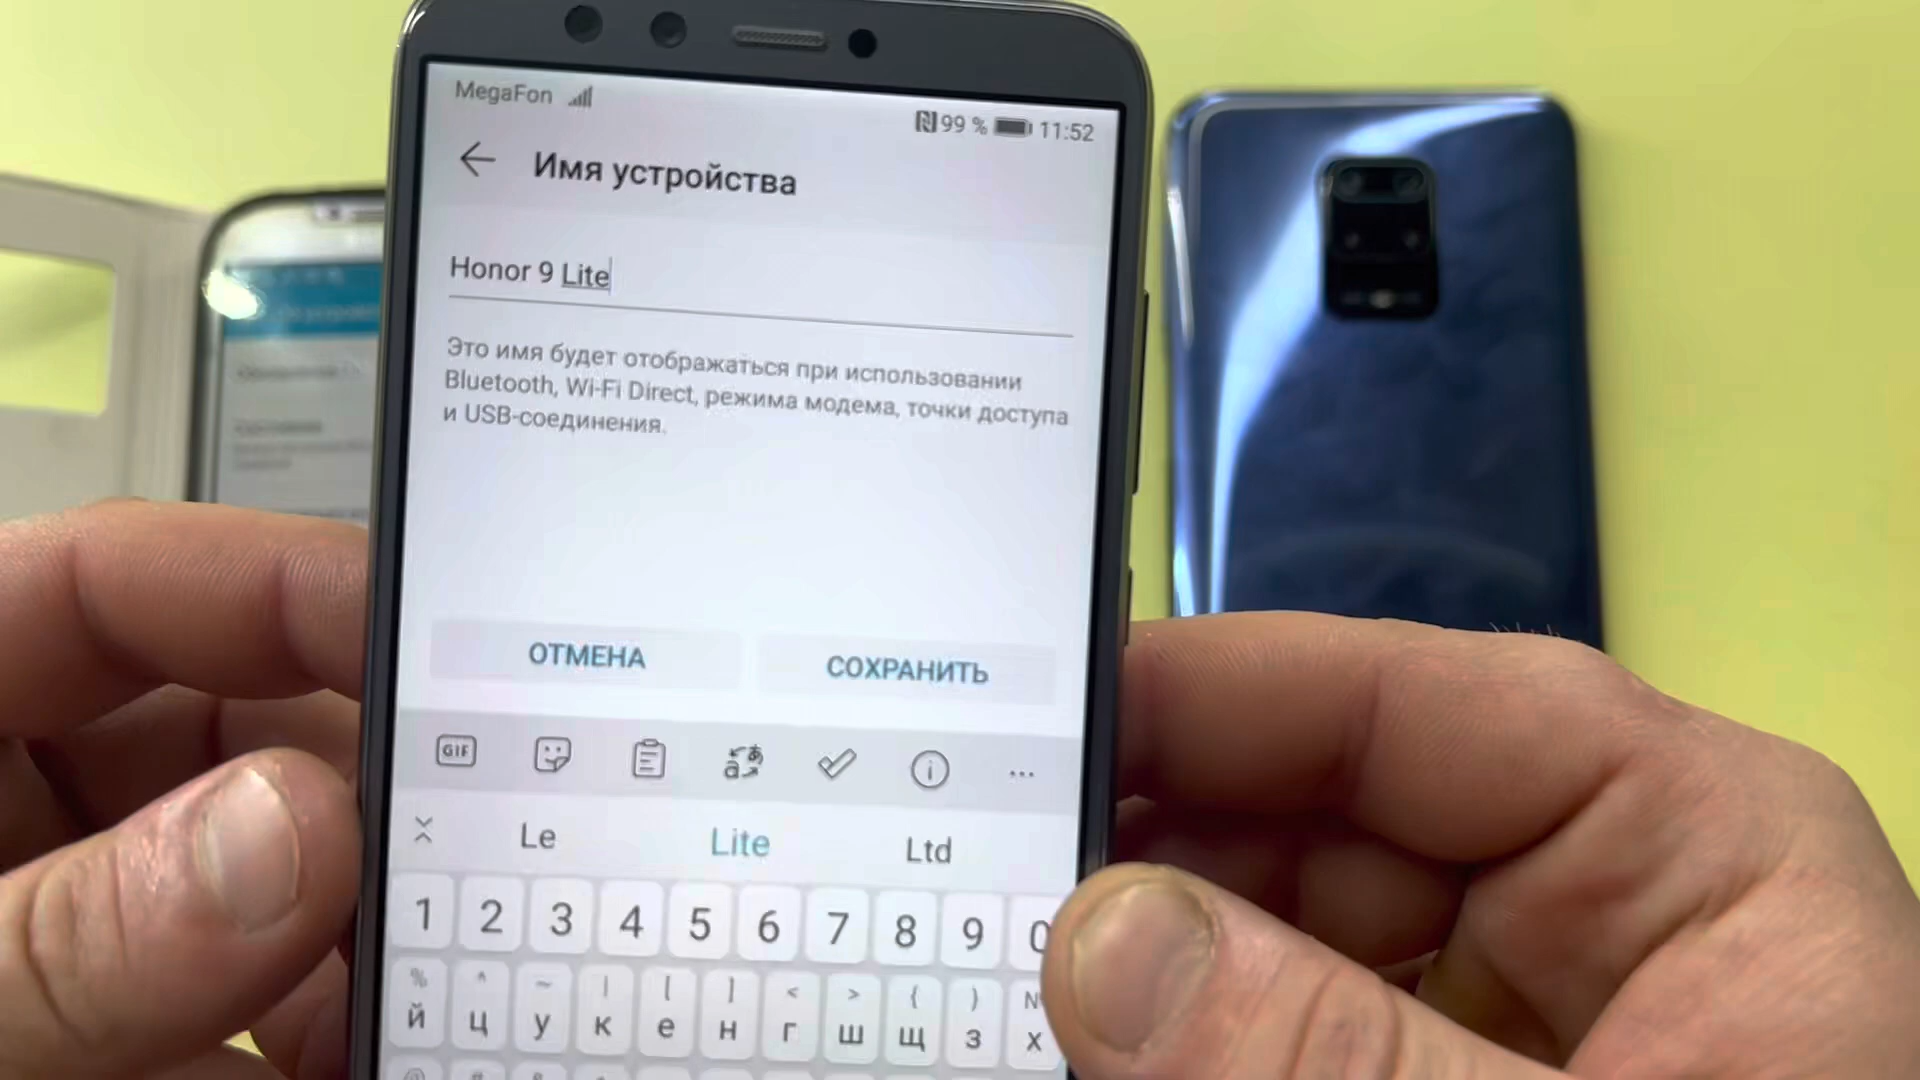 MegaFon
99 % 11:52
Имя устройства
Honor 9 Lite
Это имя будет отображаться при использовании
Bluetooth, Wi-Fi Direct, режима модема, точки доступа
и USB-соединения.
ОТМЕНА СОХРАНИТЬ
GIF
Le Lite Ltd
1 2 3 4 5 6 7 8 9 0
% ^ ~ | [ ] < > { }
й ц у к е н г ш щ з х